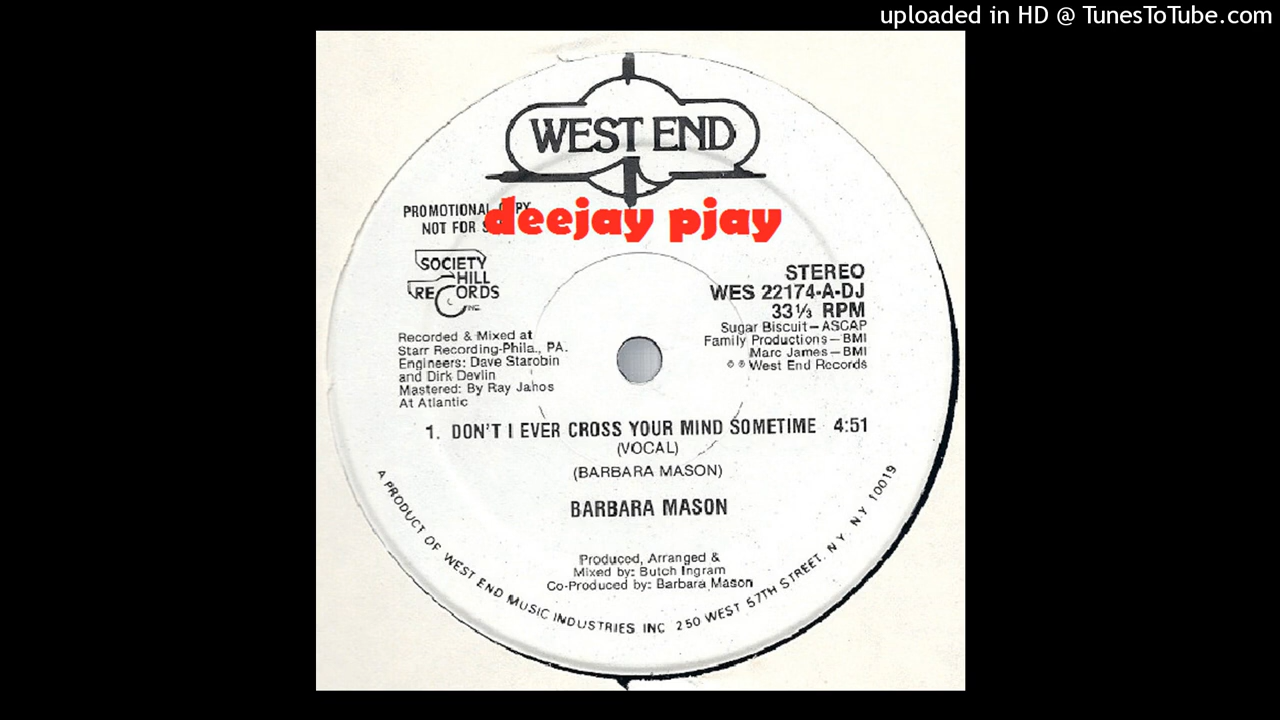 uploaded in HD @ TunesToTube.com
WEST END
PROMOTIONAL COPY
NOT FOR
deejay pjay
SOCIETY
HILL
RECORDS
INC.
STEREO
WES 22174-A-DJ
33⅓ RPM
Sugar Biscuit—ASCAP
Family Productions—BMI
Marc James—BMI
© ℗ West End Records
Recorded & Mixed at
Starr Recording-Phila., PA.
Engineers: Dave Starobin
and Dirk Devlin
Mastered: By Ray Janos
At Atlantic
1. DON'T I EVER CROSS YOUR MIND SOMETIME 4:51
(VOCAL)
(BARBARA MASON)
BARBARA MASON
Produced, Arranged &
Mixed by: Butch Ingram
Co-Produced by: Barbara Mason
A PRODUCT OF WEST END MUSIC INDUSTRIES INC 250 WEST 57TH STREET. N.Y. N.Y 10019